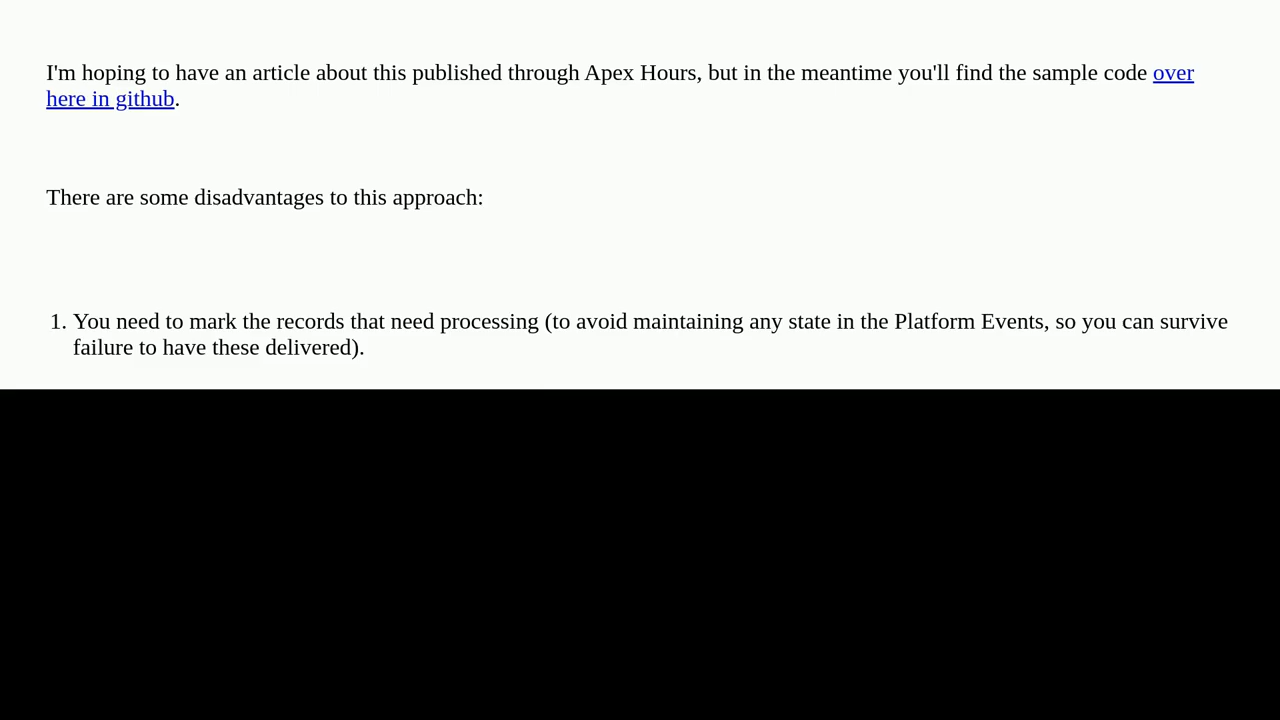 I'm hoping to have an article about this published through Apex Hours, but in the meantime you'll find the sample code over
here in github.
There are some disadvantages to this approach:
1. You need to mark the records that need processing (to avoid maintaining any state in the Platform Events, so you can survive
failure to have these delivered).